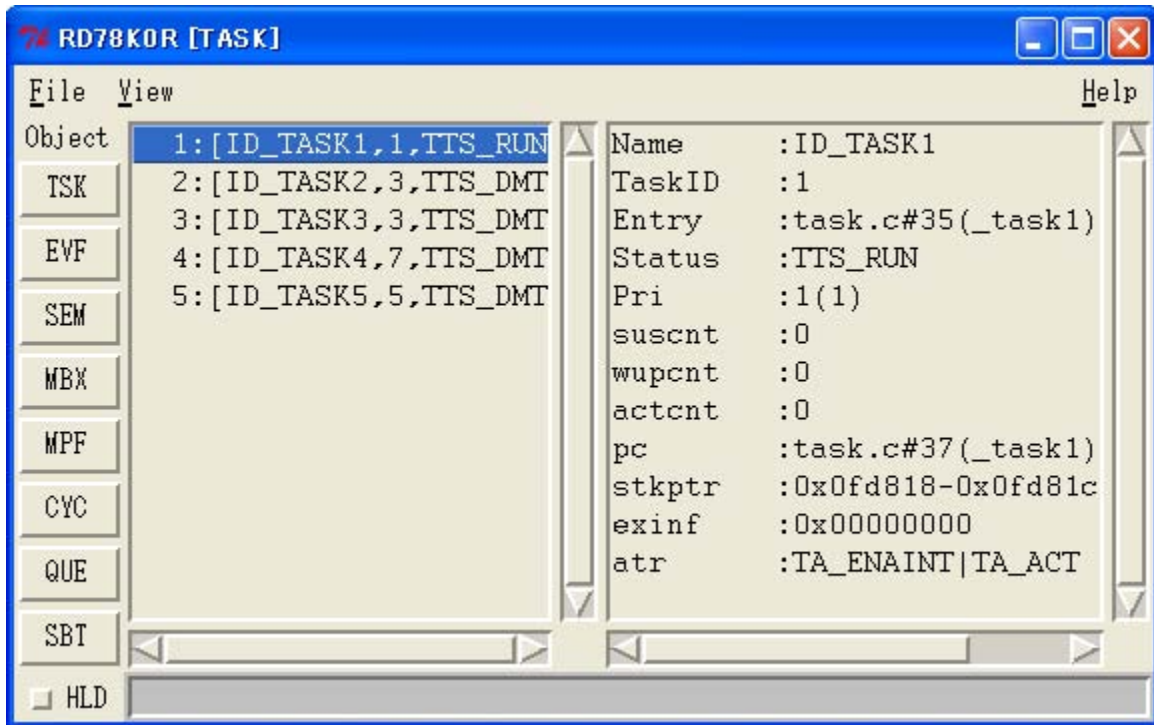 RD78K0R [TASK]
File View Help
Object
TSK
EVF
SEM
MBX
MPF
CYC
QUE
SBT
HLD
1:[ID_TASK1,1,TTS_RUN
2:[ID_TASK2,3,TTS_DMT
3:[ID_TASK3,3,TTS_DMT
4:[ID_TASK4,7,TTS_DMT
5:[ID_TASK5,5,TTS_DMT
Name :ID_TASK1
TaskID :1
Entry :task.c#35(_task1)
Status :TTS_RUN
Pri :1(1)
suscnt :0
wupcnt :0
actcnt :0
pc :task.c#37(_task1)
stkptr :0x0fd818-0x0fd81c
exinf :0x00000000
atr :TA_ENAINT|TA_ACT